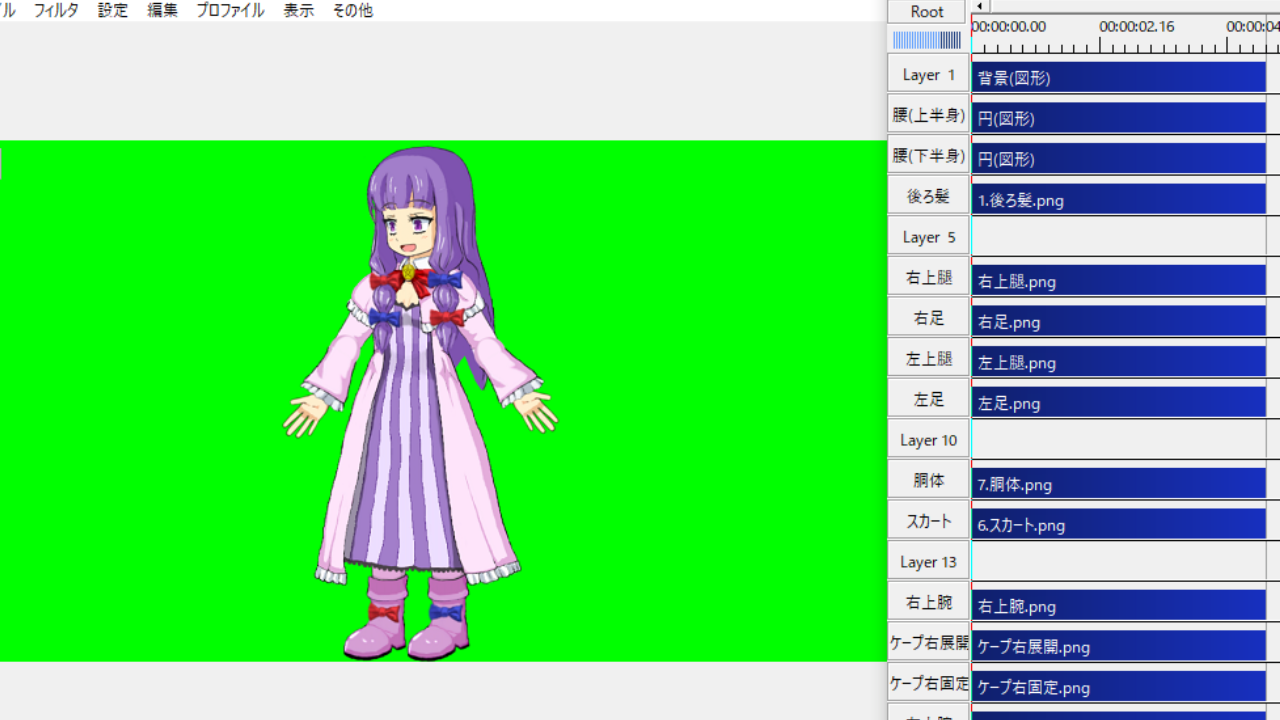 ル フィルタ 設定 編集 プロファイル 表示 その他
Root
00:00:00.00 00:00:02.16 00:00:04
Layer 1 背景(図形)
腰(上半身) 円(図形)
腰(下半身) 円(図形)
後ろ髪 1.後ろ髪.png
Layer 5
右上腿 右上腿.png
右足 右足.png
左上腿 左上腿.png
左足 左足.png
Layer 10
胴体 7.胴体.png
スカート 6.スカート.png
Layer 13
右上腕 右上腕.png
ケープ右展開 ケープ右展開.png
ケープ右固定 ケープ右固定.png